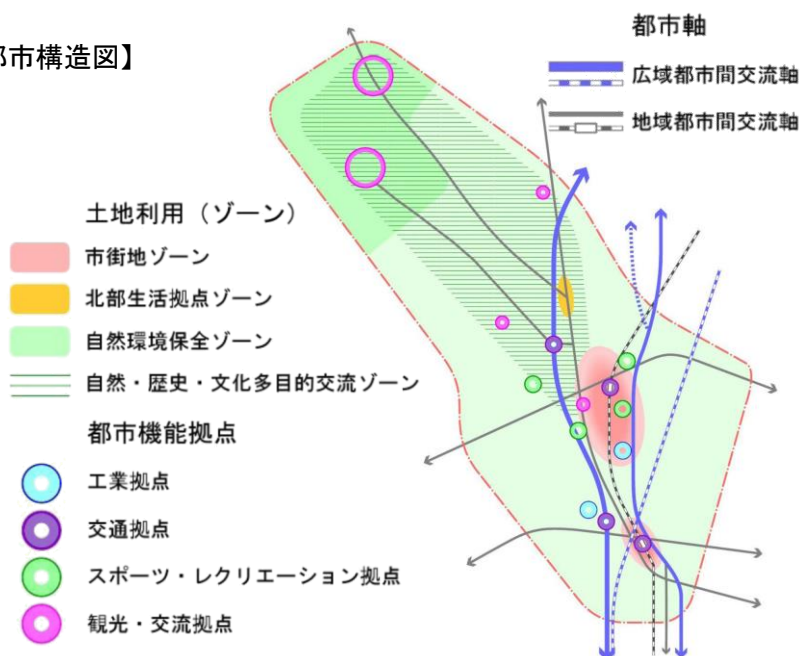 都市構造図】
都市軸
広域都市間交流軸
地域都市間交流軸
土地利用（ゾーン）
市街地ゾーン
北部生活拠点ゾーン
自然環境保全ゾーン
自然・歴史・文化多目的交流ゾーン
都市機能拠点
工業拠点
交通拠点
スポーツ・レクリエーション拠点
観光・交流拠点